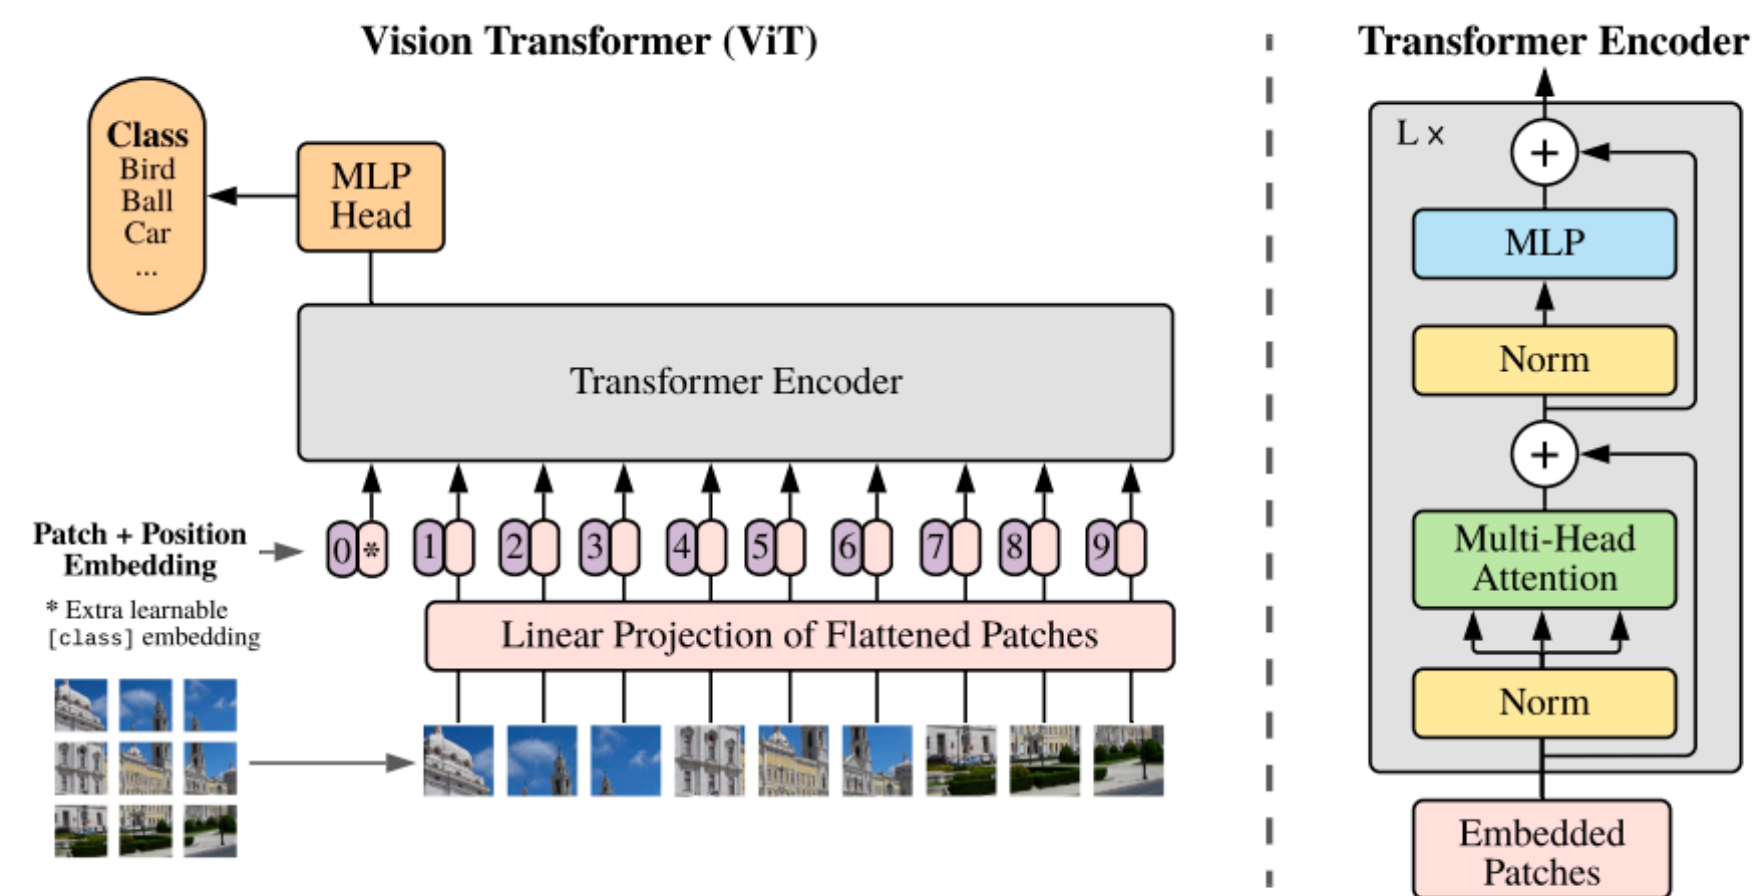 Vision Transformer (ViT)
Class
Bird
Ball
Car
...
MLP
Head
Transformer Encoder
Patch + Position
Embedding
0 * 1 2 3 4 5 6 7 8 9
* Extra learnable
[class] embedding
Linear Projection of Flattened Patches
Transformer Encoder
L x
+
MLP
Norm
+
Multi-Head
Attention
Norm
Embedded
Patches